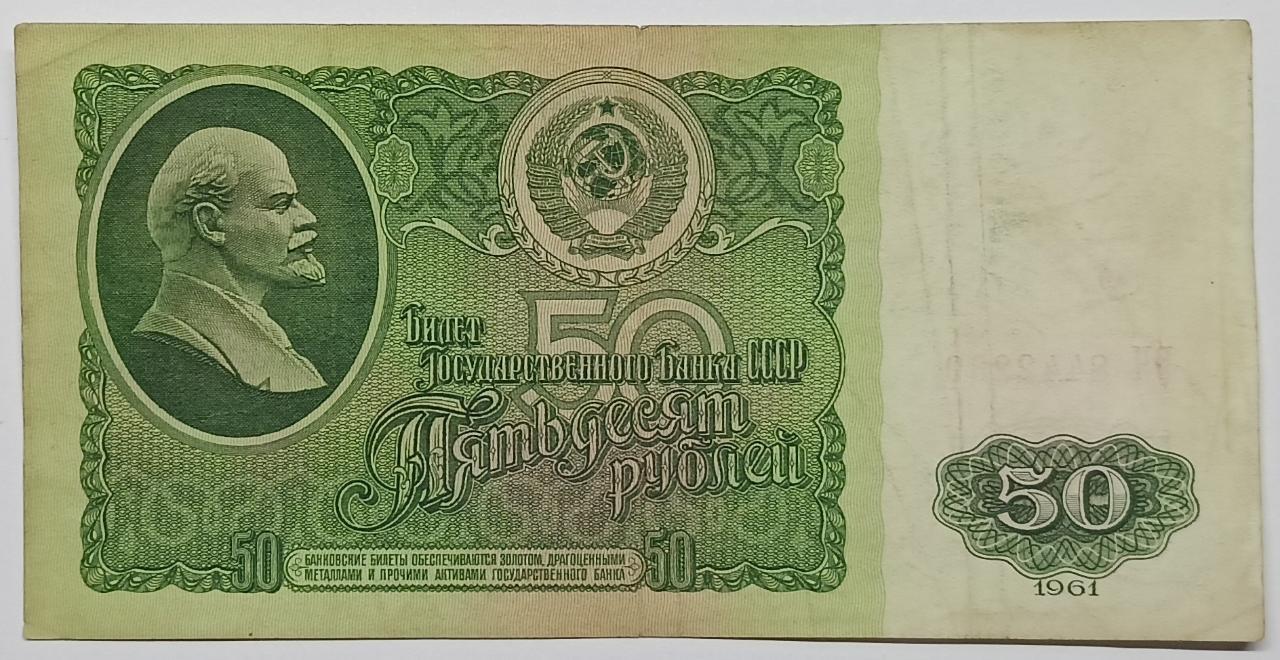 Билет
Государственного Банка СССР
50
Пятьдесят
рублей
50
БАНКОВСКИЕ БИЛЕТЫ ОБЕСПЕЧИВАЮТСЯ ЗОЛОТОМ, ДРАГОЦЕННЫМИ
МЕТАЛЛАМИ И ПРОЧИМИ АКТИВАМИ ГОСУДАРСТВЕННОГО БАНКА
50
50
1961